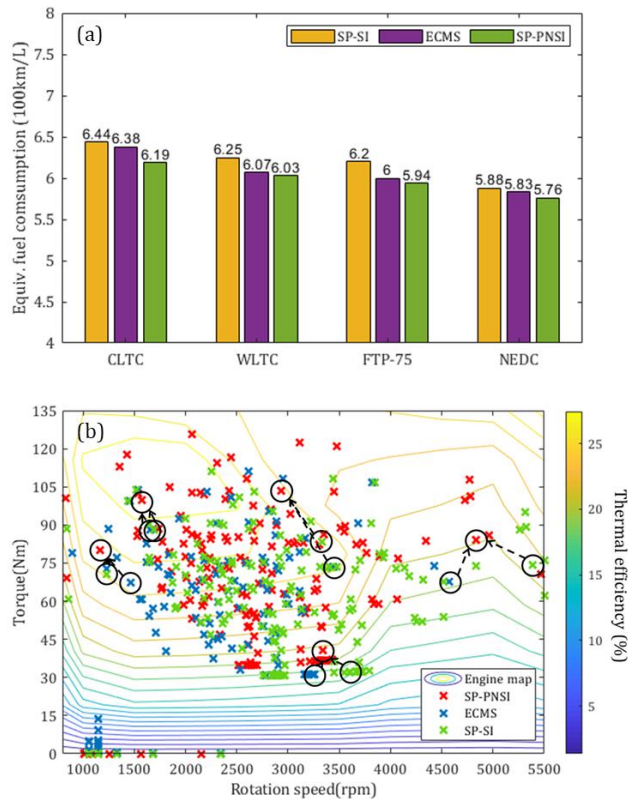 (a)
SP-SI ECMS SP-PNSI
Equiv. fuel comsumption (100km/L)
8
7.5
7
6.5
6
5.5
5
4.5
4
6.44 6.38 6.19
6.25 6.07 6.03
6.2 6 5.94
5.88 5.83 5.76
CLTC WLTC FTP-75 NEDC
(b)
Torque(Nm)
135
120
105
90
75
60
45
30
15
0
1000 1500 2000 2500 3000 3500 4000 4500 5000 5500
Rotation speed(rpm)
Engine map
SP-PNSI
ECMS
SP-SI
25
20
15
10
5
Thermal efficiency (%)